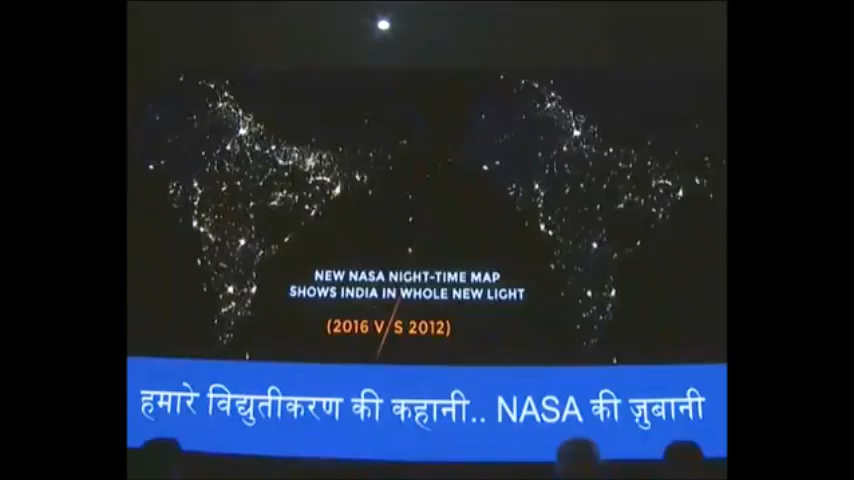 NEW NASA NIGHT-TIME MAP
SHOWS INDIA IN WHOLE NEW LIGHT
(2016 V/S 2012)
हमारे विद्युतीकरण की कहानी.. NASA की ज़ुबानी